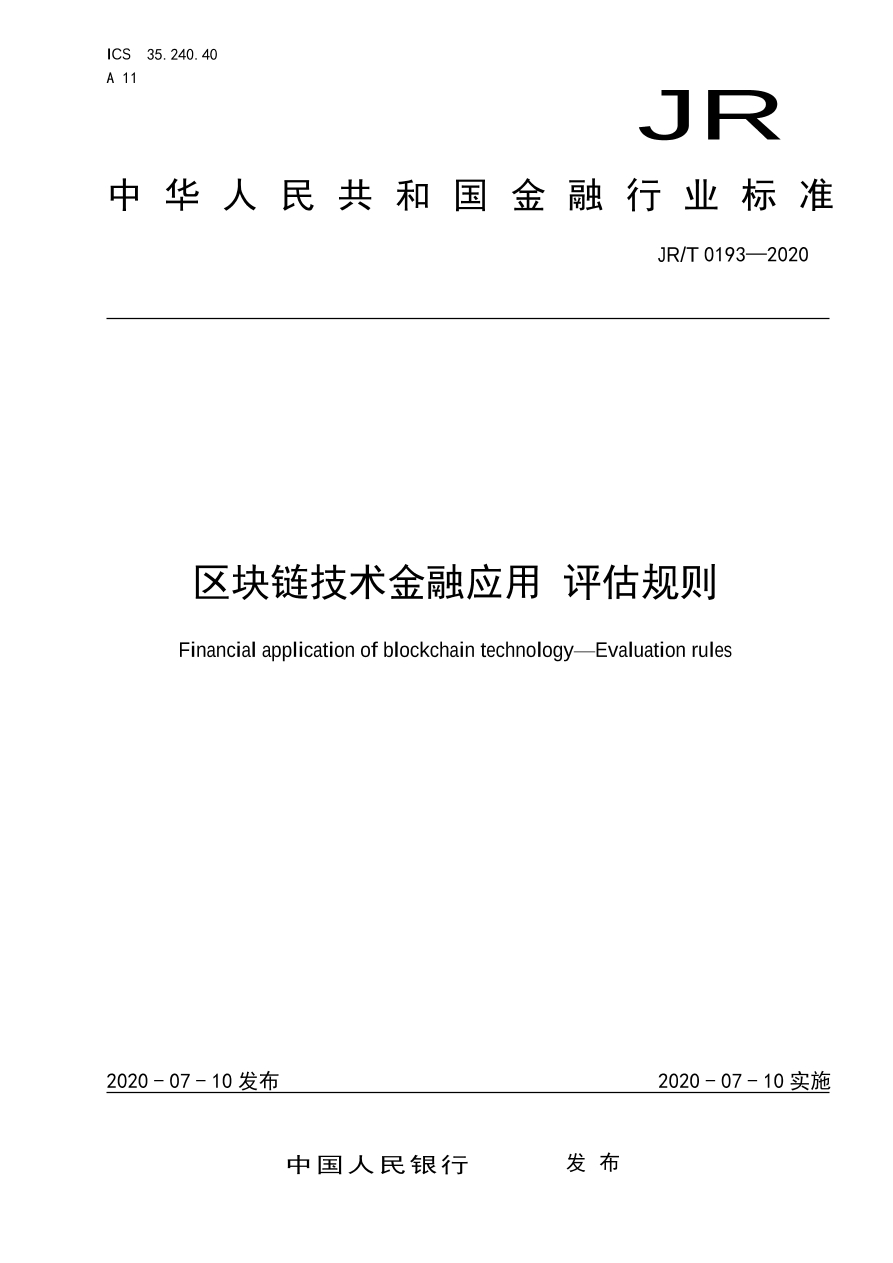 ICS 35.240.40
A 11
JR
中华人民共和国金融行业标准
JR/T 0193—2020
区块链技术金融应用 评估规则
Financial application of blockchain technology—Evaluation rules
2020－07－10 发布
2020－07－10 实施
中国人民银行 发 布